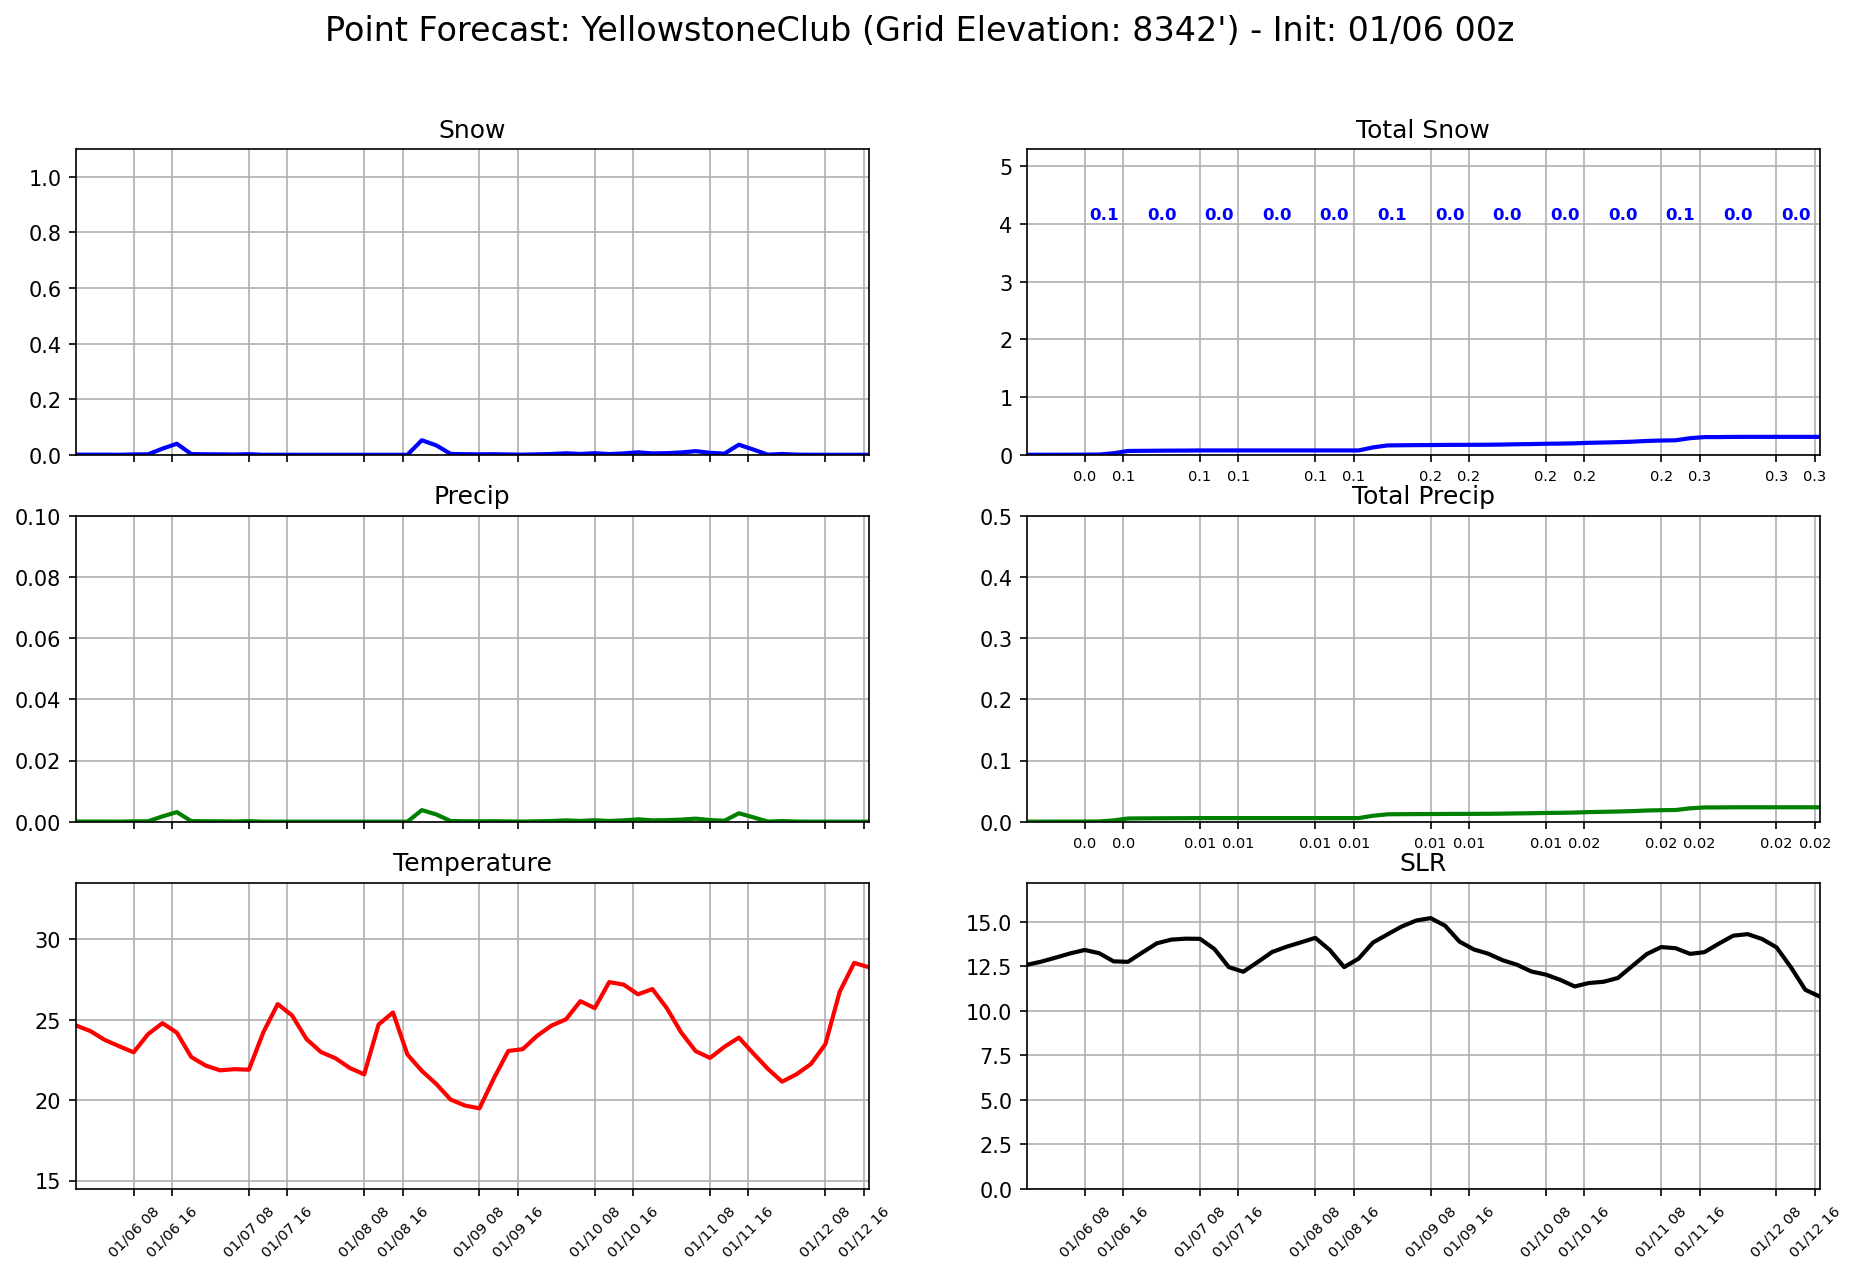 Point Forecast: YellowstoneClub (Grid Elevation: 8342') - Init: 01/06 00z
Snow
1.0
0.8
0.6
0.4
0.2
0.0
Total Snow
5
4
3
2
1
0
0.1 0.0 0.0 0.0 0.0 0.1 0.0 0.0 0.0 0.0 0.1 0.0 0.0
0.0 0.1 0.1 0.1 0.1 0.1 0.2 0.2 0.2 0.2 0.2 0.3 0.3 0.3
Precip
0.10
0.08
0.06
0.04
0.02
0.00
Total Precip
0.5
0.4
0.3
0.2
0.1
0.0
0.0 0.0 0.01 0.01 0.01 0.01 0.01 0.01 0.01 0.02 0.02 0.02 0.02 0.02
Temperature
30
25
20
15
01/06 08 01/06 16 01/07 08 01/07 16 01/08 08 01/08 16 01/09 08 01/09 16 01/10 08 01/10 16 01/11 08 01/11 16 01/12 08 01/12 16
SLR
15.0
12.5
10.0
7.5
5.0
2.5
0.0
01/06 08 01/06 16 01/07 08 01/07 16 01/08 08 01/08 16 01/09 08 01/09 16 01/10 08 01/10 16 01/11 08 01/11 16 01/12 08 01/12 16